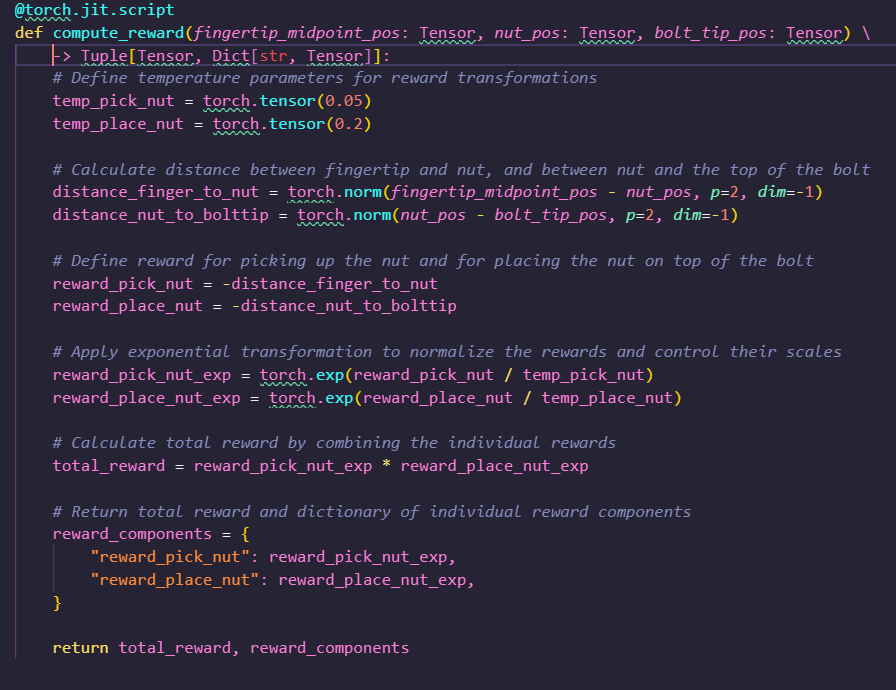 @torch.jit.script
def compute_reward(fingertip_midpoint_pos: Tensor, nut_pos: Tensor, bolt_tip_pos: Tensor) \
    -> Tuple[Tensor, Dict[str, Tensor]]:
    # Define temperature parameters for reward transformations
    temp_pick_nut = torch.tensor(0.05)
    temp_place_nut = torch.tensor(0.2)

    # Calculate distance between fingertip and nut, and between nut and the top of the bolt
    distance_finger_to_nut = torch.norm(fingertip_midpoint_pos - nut_pos, p=2, dim=-1)
    distance_nut_to_bolttip = torch.norm(nut_pos - bolt_tip_pos, p=2, dim=-1)

    # Define reward for picking up the nut and for placing the nut on top of the bolt
    reward_pick_nut = -distance_finger_to_nut
    reward_place_nut = -distance_nut_to_bolttip

    # Apply exponential transformation to normalize the rewards and control their scales
    reward_pick_nut_exp = torch.exp(reward_pick_nut / temp_pick_nut)
    reward_place_nut_exp = torch.exp(reward_place_nut / temp_place_nut)

    # Calculate total reward by combining the individual rewards
    total_reward = reward_pick_nut_exp * reward_place_nut_exp

    # Return total reward and dictionary of individual reward components
    reward_components = {
        "reward_pick_nut": reward_pick_nut_exp,
        "reward_place_nut": reward_place_nut_exp,
    }

    return total_reward, reward_components